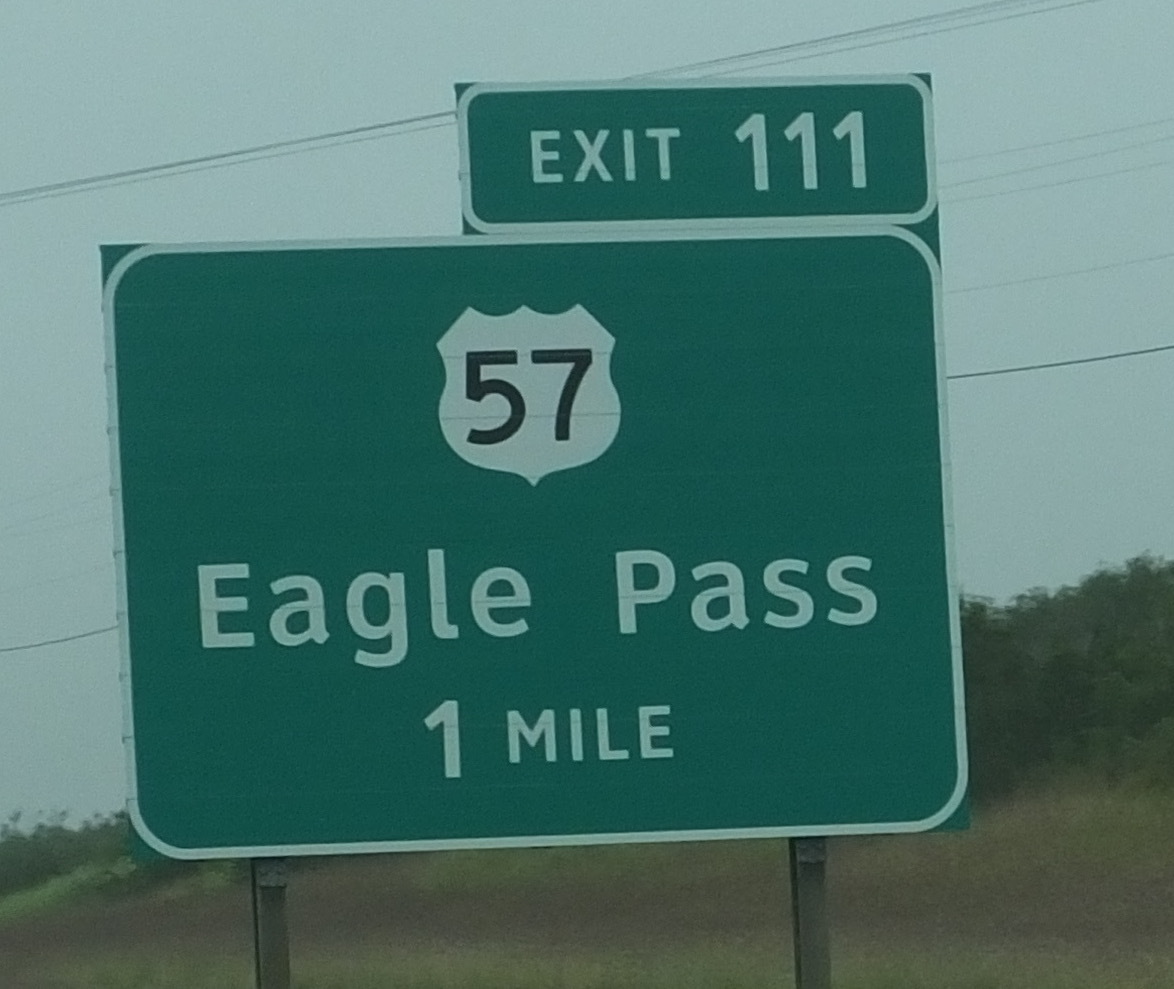 EXIT 111
57
Eagle Pass
1 MILE